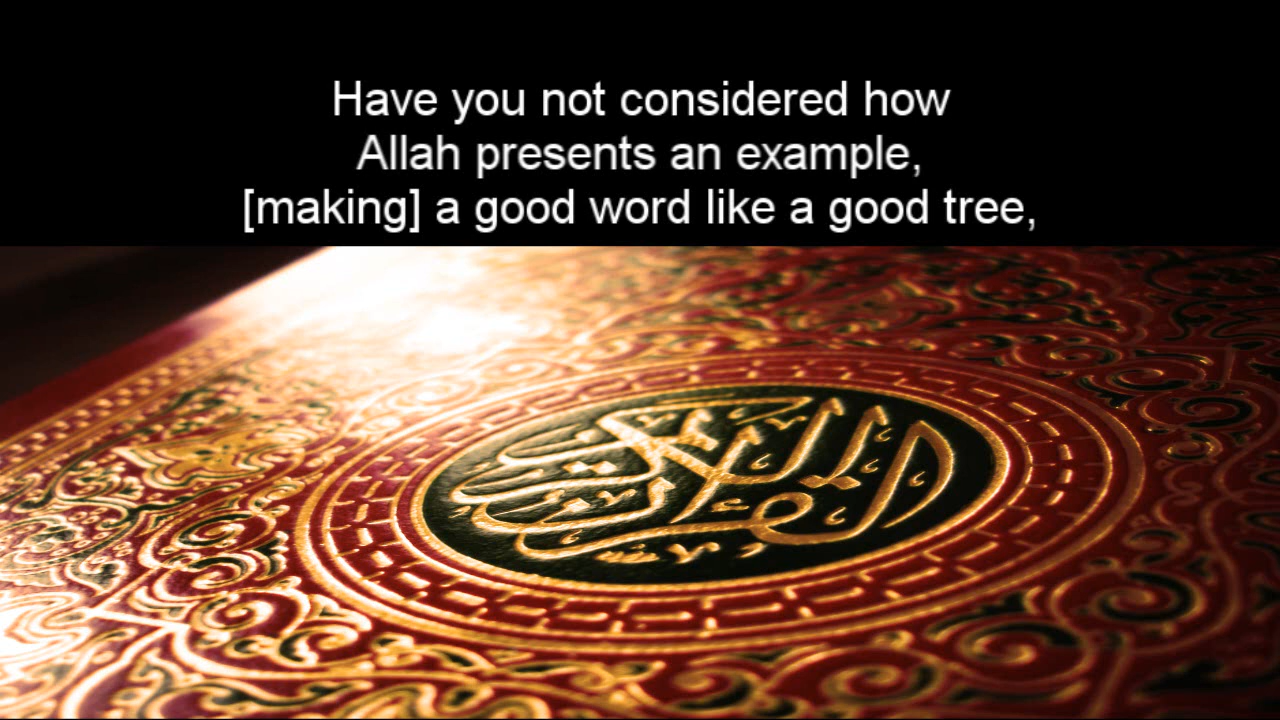 Have you not considered how
Allah presents an example,
[making] a good word like a good tree,
القرآن الكريم